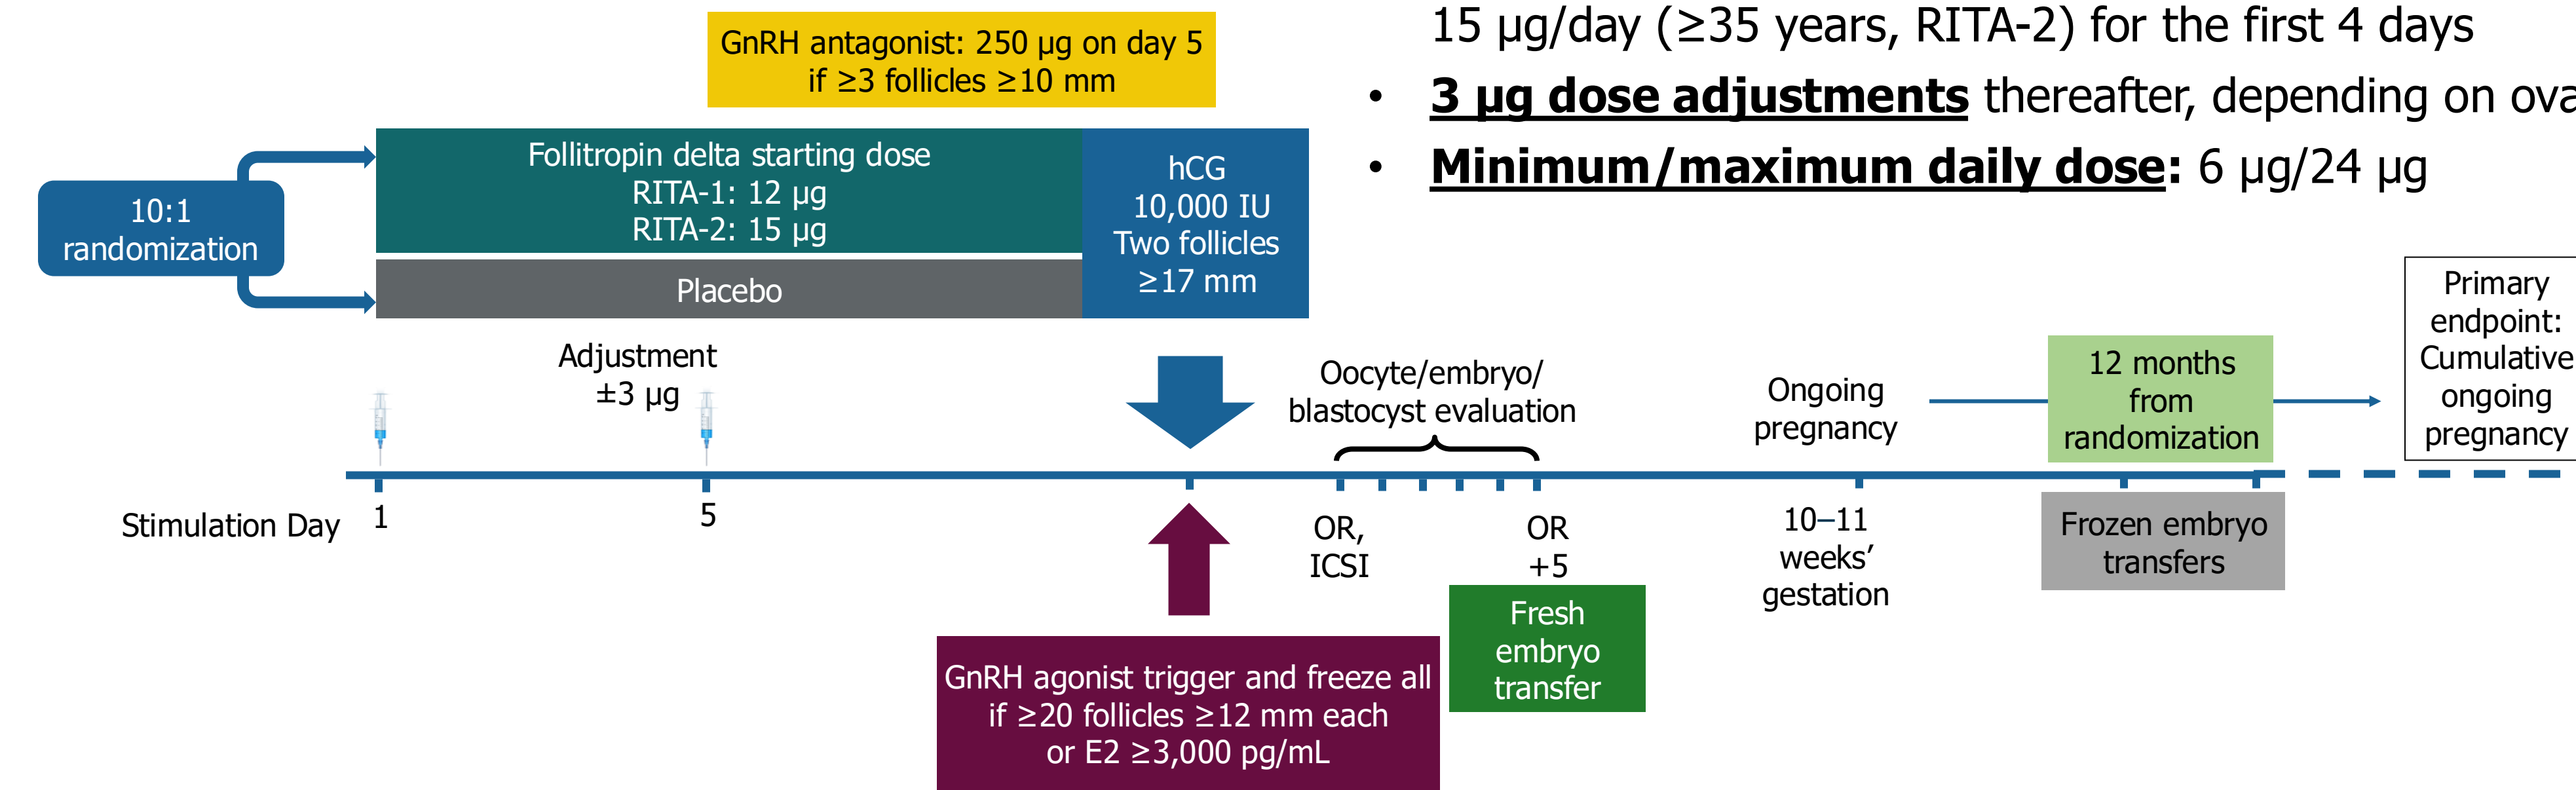 GnRH antagonist: 250 µg on day 5
if ≥3 follicles ≥10 mm
15 µg/day (≥35 years, RITA-2) for the first 4 days
• 3 µg dose adjustments thereafter, depending on
• Minimum/maximum daily dose: 6 µg/24 µg
10:1
randomization
Follitropin delta starting dose
RITA-1: 12 µg
RITA-2: 15 µg
Placebo
hCG
10,000 IU
Two follicles
≥17 mm
Adjustment
±3 µg
Oocyte/embryo/
blastocyst evaluation
Ongoing
pregnancy
12 months
from
randomization
Primary
endpoint:
Cumulative
ongoing
pregnancy
Stimulation Day
1
5
OR,
ICSI
OR
+5
10–11
weeks’
gestation
Frozen embryo
transfers
Fresh
embryo
transfer
GnRH agonist trigger and freeze all
if ≥20 follicles ≥12 mm each
or E2 ≥3,000 pg/mL